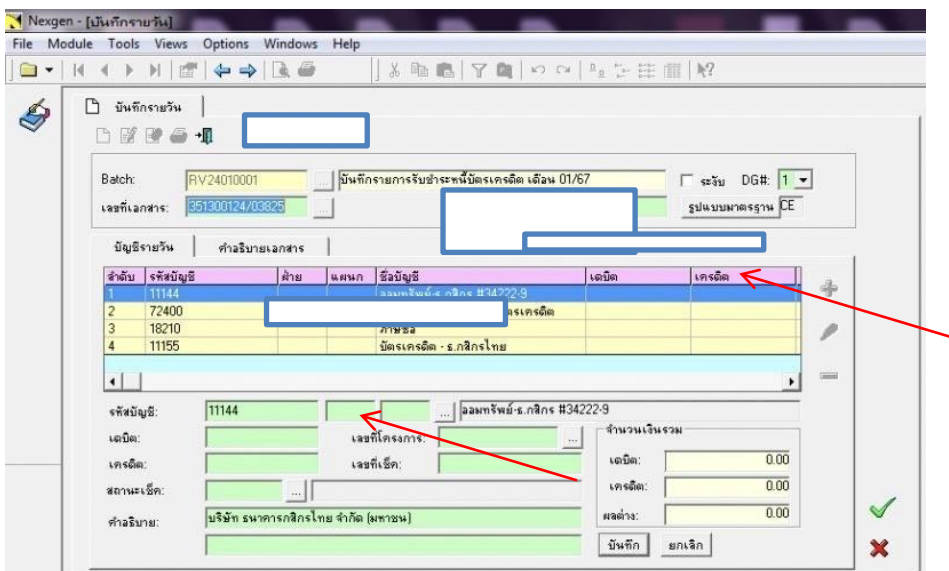 Nexgen - [บันทึกรายวัน]
File Module Tools Views Options Windows Help
บันทึกรายวัน
Batch: RV24010001 ... บันทึกรายการรับชำระหนี้บัตรเครดิต เดือน 01/67 ระงับ DG#: 1
เลขที่เอกสาร: 351300124/03825 ... รูปแบบมาตรฐาน CE
บัญชีรายวัน คำอธิบายเอกสาร
ลำดับ รหัสบัญชี ฝ่าย แผนก ชื่อบัญชี เดบิต เครดิต
1 11144 ออมทรัพย์-ธ.กสิกร #34222-9
2 72400 ตรเครดิต
3 18210 ภาษีซื้อ
4 11155 บัตรเครดิต - ธ.กสิกรไทย
รหัสบัญชี: 11144 ... ออมทรัพย์-ธ.กสิกร #34222-9
เดบิต: เลขที่โครงการ: ... จำนวนเงินรวม
เครดิต: เลขที่เช็ค: เดบิต: 0.00
สถานะเช็ค: ... เครดิต: 0.00
คำอธิบาย: บริษัท ธนาคารกสิกรไทย จำกัด (มหาชน) ผลต่าง: 0.00
บันทึก ยกเลิก